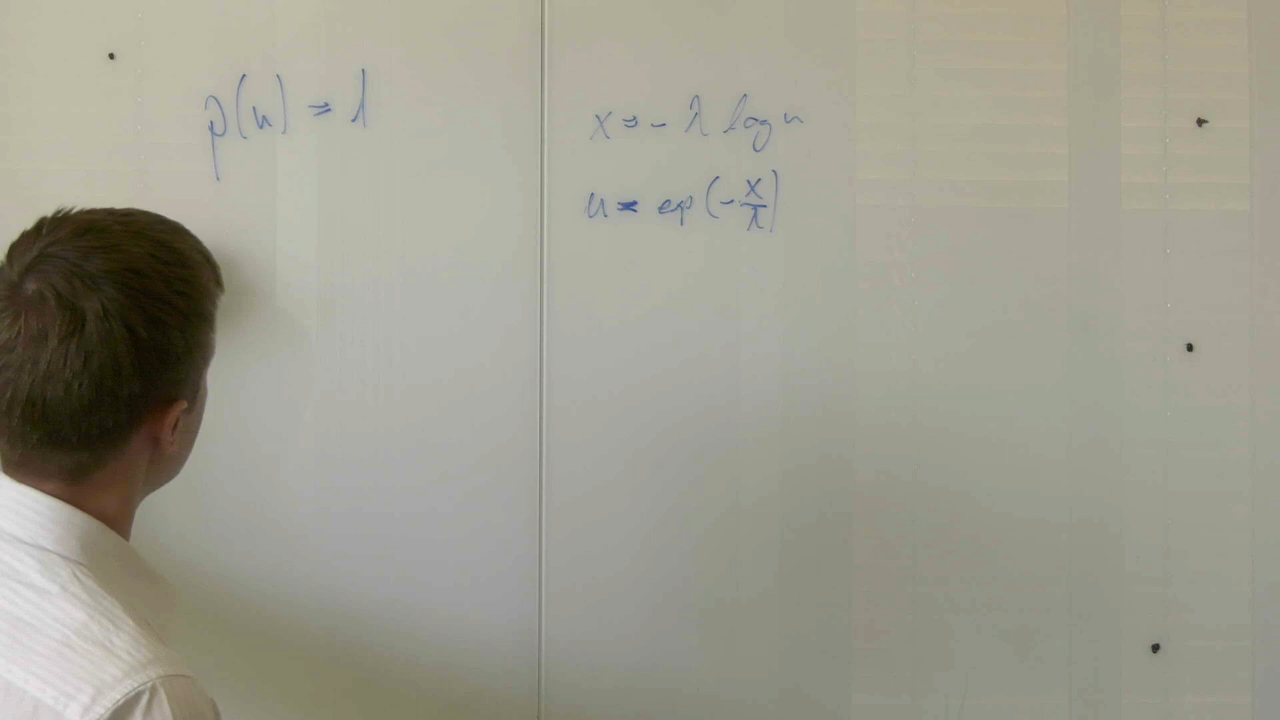 p(u) = 1
x = - λ log u
u = exp(-x/λ)